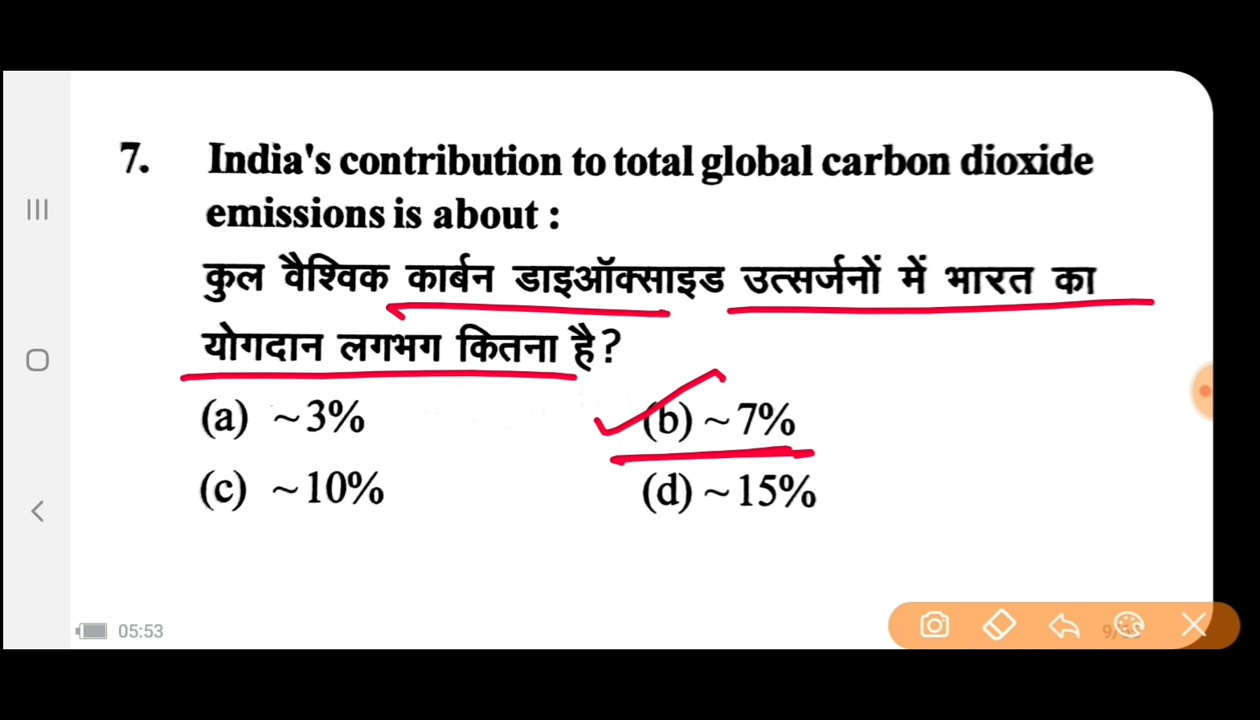 7. India's contribution to total global carbon dioxide
emissions is about :
कुल वैश्विक कार्बन डाइऑक्साइड उत्सर्जनों में भारत का
योगदान लगभग कितना है?
(a) ~3% (b) ~7%
(c) ~10% (d) ~15%
05:53